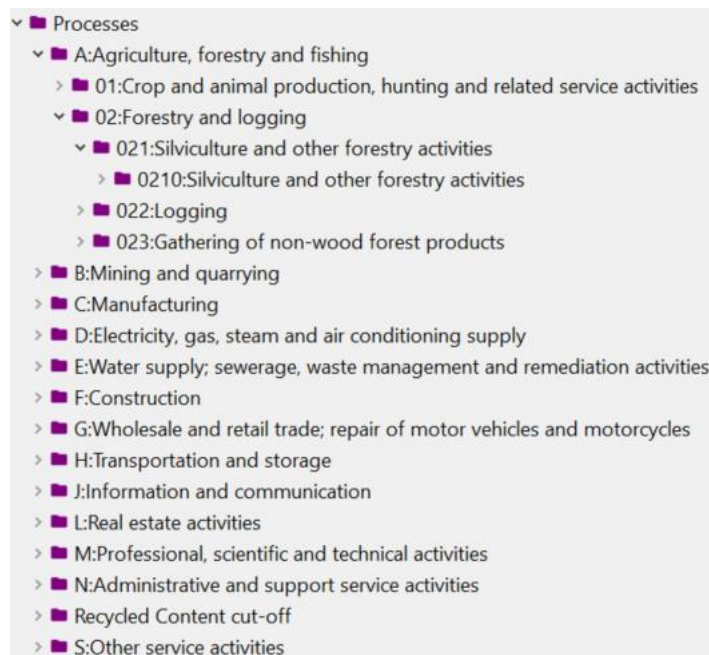 Processes
A:Agriculture, forestry and fishing
01:Crop and animal production, hunting and related service activities
02:Forestry and logging
021:Silviculture and other forestry activities
0210:Silviculture and other forestry activities
022:Logging
023:Gathering of non-wood forest products
B:Mining and quarrying
C:Manufacturing
D:Electricity, gas, steam and air conditioning supply
E:Water supply; sewerage, waste management and remediation activities
F:Construction
G:Wholesale and retail trade; repair of motor vehicles and motorcycles
H:Transportation and storage
J:Information and communication
L:Real estate activities
M:Professional, scientific and technical activities
N:Administrative and support service activities
Recycled Content cut-off
S:Other service activities